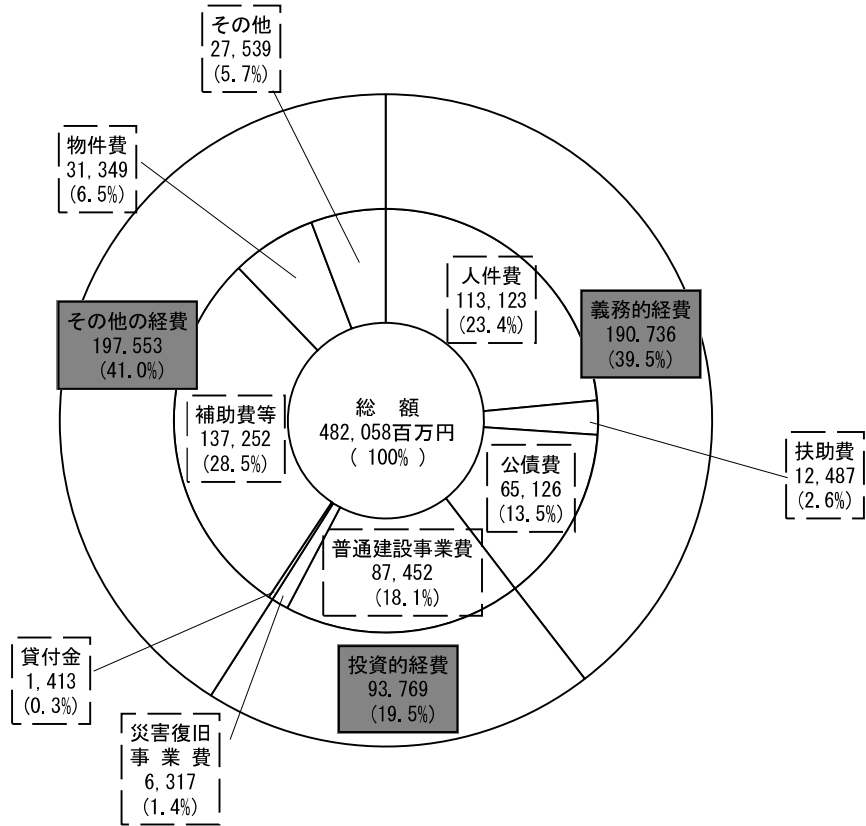 その他
27,539
(5.7%)
物件費
31,349
(6.5%)
人件費
113,123
(23.4%)
その他の経費
197.553
(41.0%)
義務的経費
190.736
(39.5%)
補助費等
137,252
(28.5%)
総 額
482,058百万円
( 100% )
扶助費
12,487
(2.6%)
公債費
65,126
(13.5%)
普通建設事業費
87,452
(18.1%)
貸付金
1,413
(0.3%)
投資的経費
93.769
(19.5%)
災害復旧
事 業 費
6,317
(1.4%)